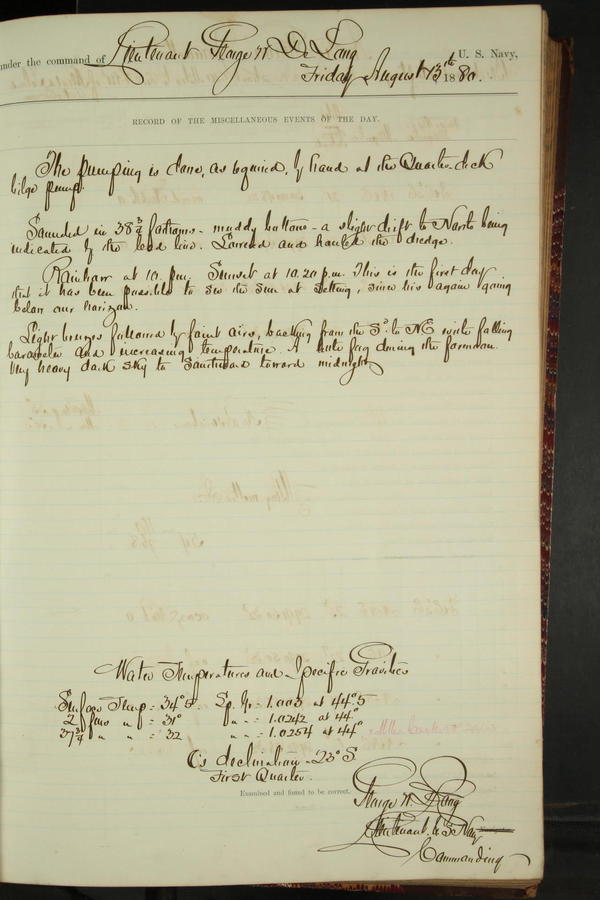 under the command of Lieutenant George W. De Long U. S. Navy,
Friday August 13th 1880.
RECORD OF THE MISCELLANEOUS EVENTS OF THE DAY.
The pumping is done, as required, by hand at the Quarter-deck
bilge pump.
Sounded in 38 3/4 fathoms - muddy bottom - a slight drift to North being
indicated by the lead line. Lowered and hauled the dredge.
Rainbow at 10. p.m. Sunset at 10.20 p.m. This is the first day
that it has been possible to see the Sun at Setting, since his again going
below our horizon.
Light breezes followed by faint airs, backing from the S° to NE with falling
barometer and increasing temperature. A fog during the forenoon.
Very heavy dark sky to Southward toward midnight
Water Temperatures and Specific Gravities
Surface Temp = 34°5 Sp. Gr = 1.003 at 44°5
2 fms " " = 31° " " = 1.0242 at 44°
37 3/4 " " = 32 " " = 1.0254 at 44°
declination - 23° S
First Quarter.
Examined and found to be correct.
George W. De Long
Lieutenant. U. S. Navy
Commanding